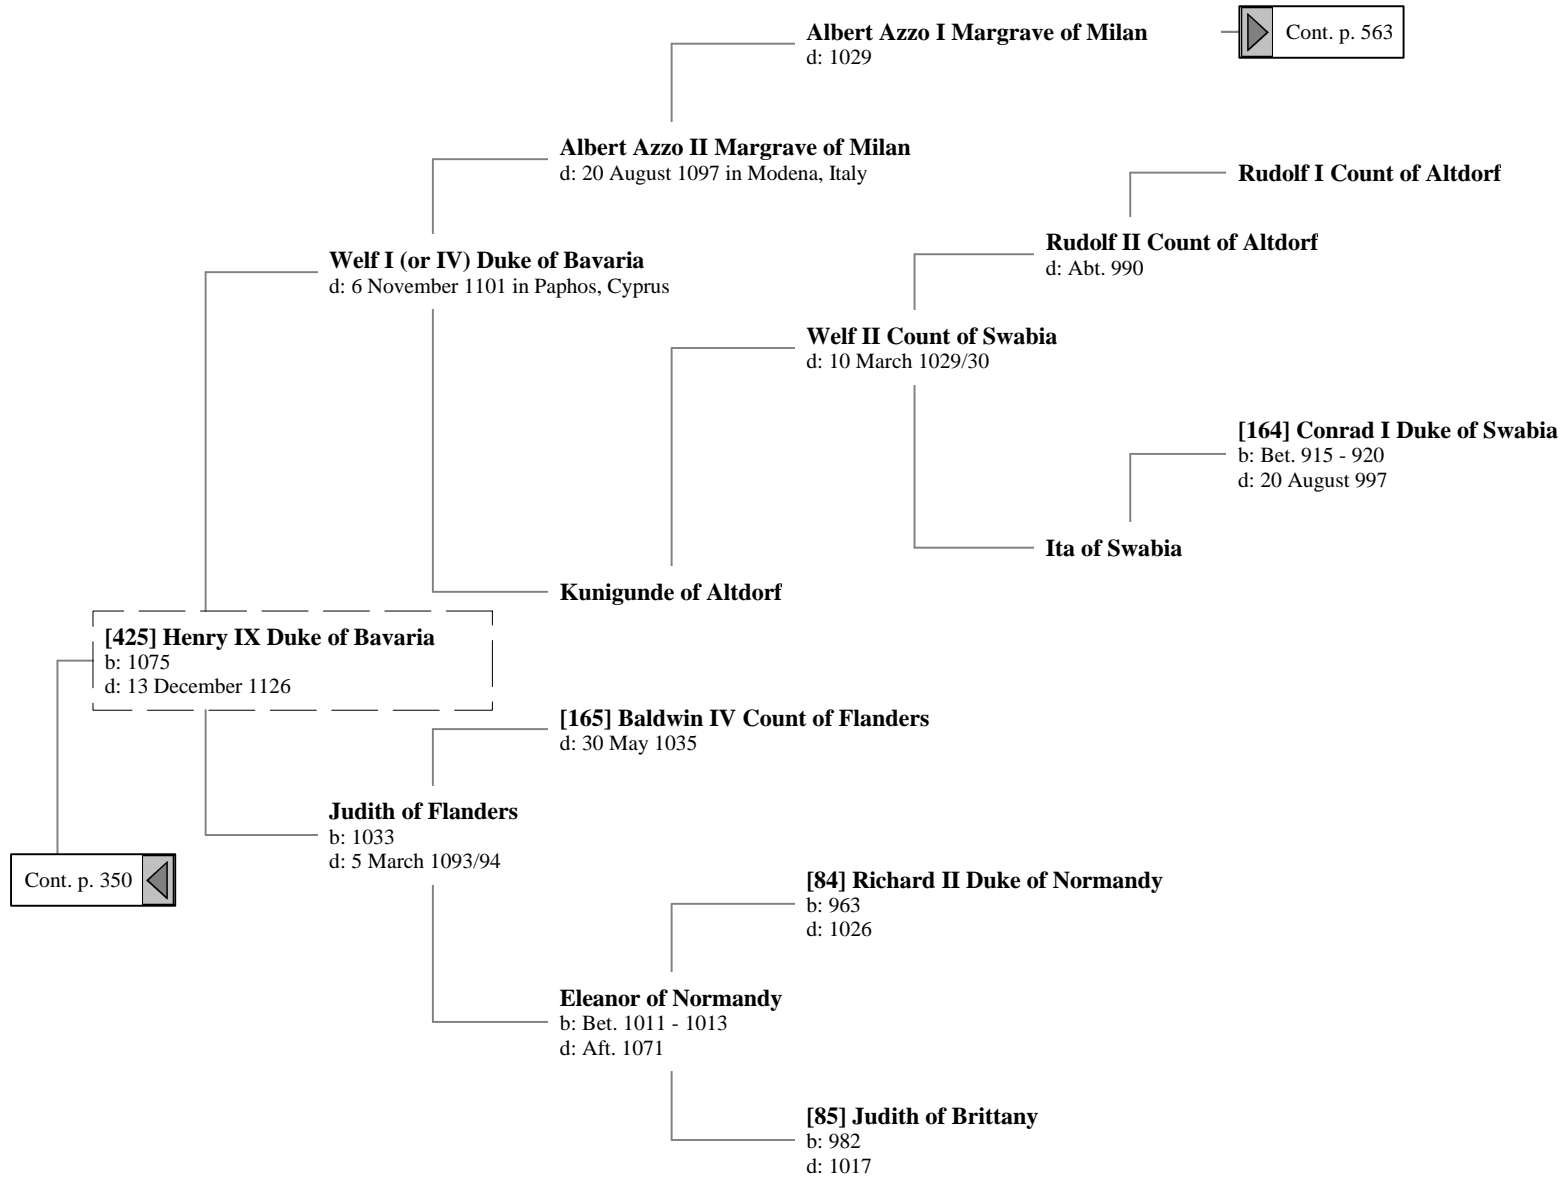 Albert Azzo I Margrave of Milan
d: 1029
Cont. p. 563
Albert Azzo II Margrave of Milan
d: 20 August 1097 in Modena, Italy
Rudolf I Count of Altdorf
Rudolf II Count of Altdorf
d: Abt. 990
Welf I (or IV) Duke of Bavaria
d: 6 November 1101 in Paphos, Cyprus
Welf II Count of Swabia
d: 10 March 1029/30
[164] Conrad I Duke of Swabia
b: Bet. 915 - 920
d: 20 August 997
Ita of Swabia
Kunigunde of Altdorf
[425] Henry IX Duke of Bavaria
b: 1075
d: 13 December 1126
[165] Baldwin IV Count of Flanders
d: 30 May 1035
Judith of Flanders
b: 1033
d: 5 March 1093/94
Cont. p. 350
[84] Richard II Duke of Normandy
b: 963
d: 1026
Eleanor of Normandy
b: Bet. 1011 - 1013
d: Aft. 1071
[85] Judith of Brittany
b: 982
d: 1017